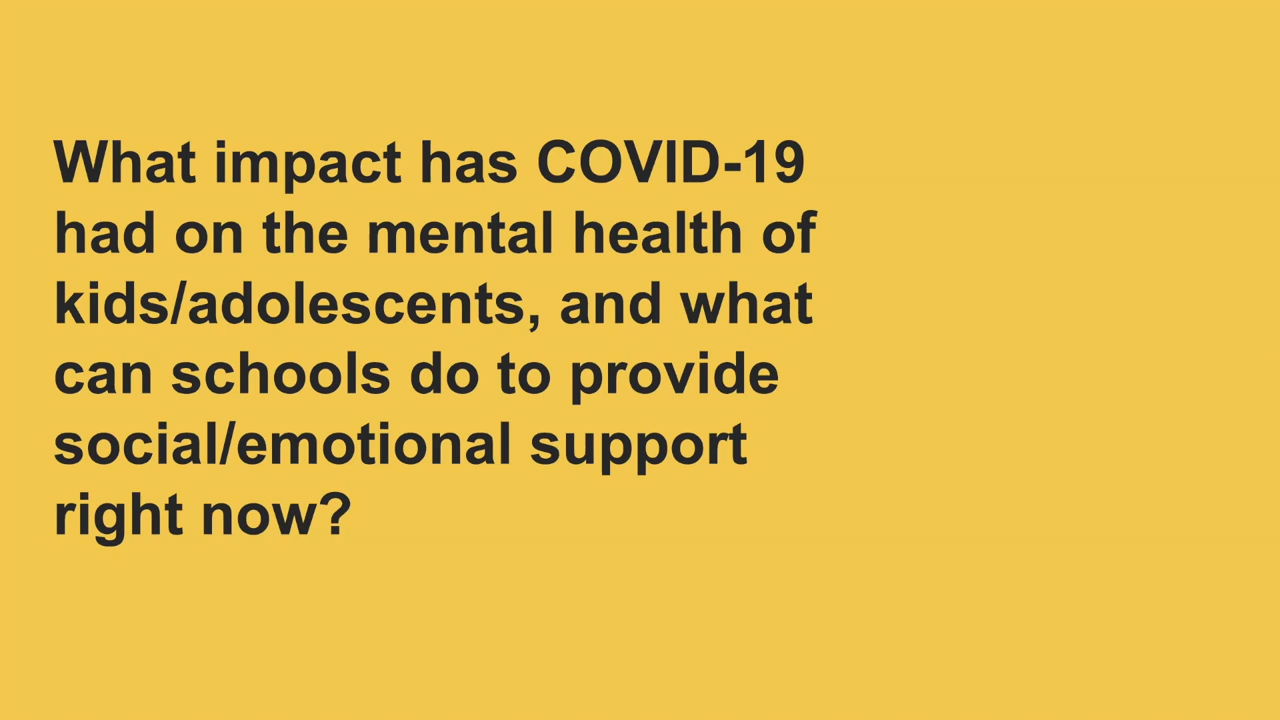 What impact has COVID-19
had on the mental health of
kids/adolescents, and what
can schools do to provide
social/emotional support
right now?